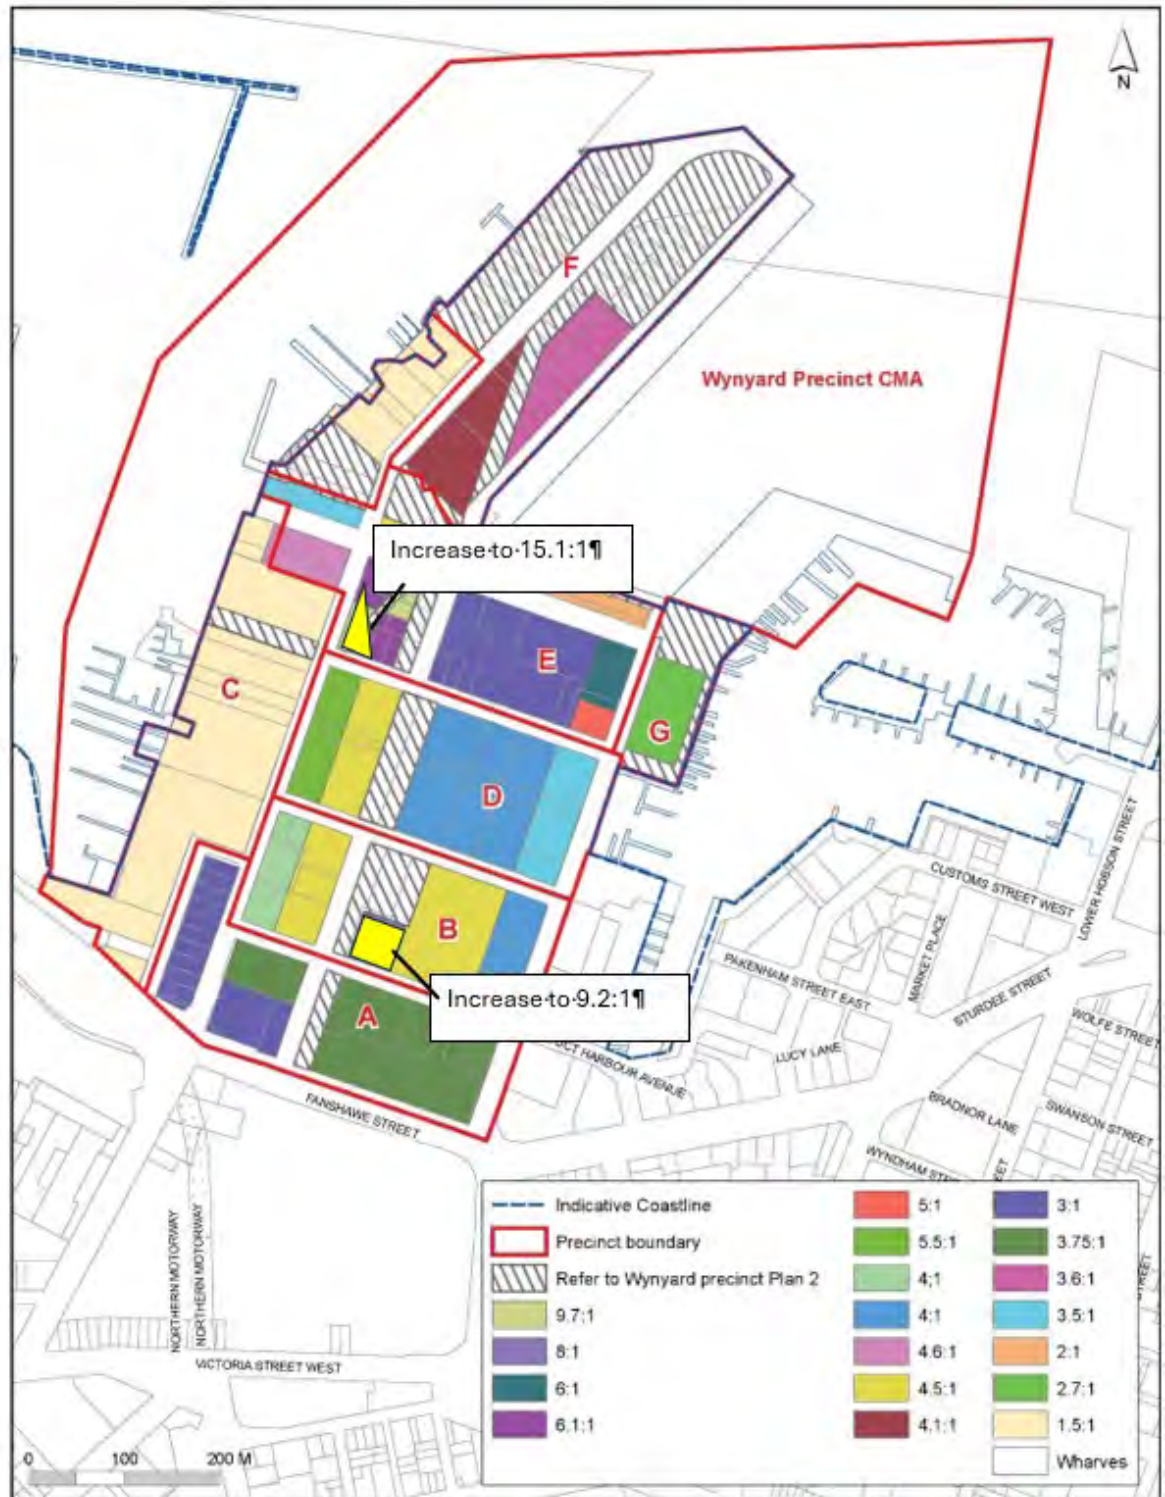 N
F
Wynyard Precinct CMA
Increase·to·15.1:1¶
E
C
G
D
B
A
Increase·to·9.2:1¶
CUSTOMS STREET WEST
LOWER HOBSON STREET
MARKET PLACE
PAKENHAM STREET EAST
STURDEE STREET
WOLFE STREET
LUCY LANE
UCT HARBOUR AVENUE
BRADNOR LANE
SWANSON STREET
FANSHAWE STREET
NORTHERN MOTORWAY
NORTHERN MOTORWAY
VICTORIA STREET WEST
Indicative Coastline
Precinct boundary
Refer to Wynyard precinct Plan 2
9.7:1
8:1
6:1
6.1:1
5:1
5.5:1
4;1
4:1
4.6:1
4.5:1
4.1:1
3:1
3.75:1
3.6:1
3.5:1
2:1
2.7:1
1.5:1
Wharves
0 100 200 M